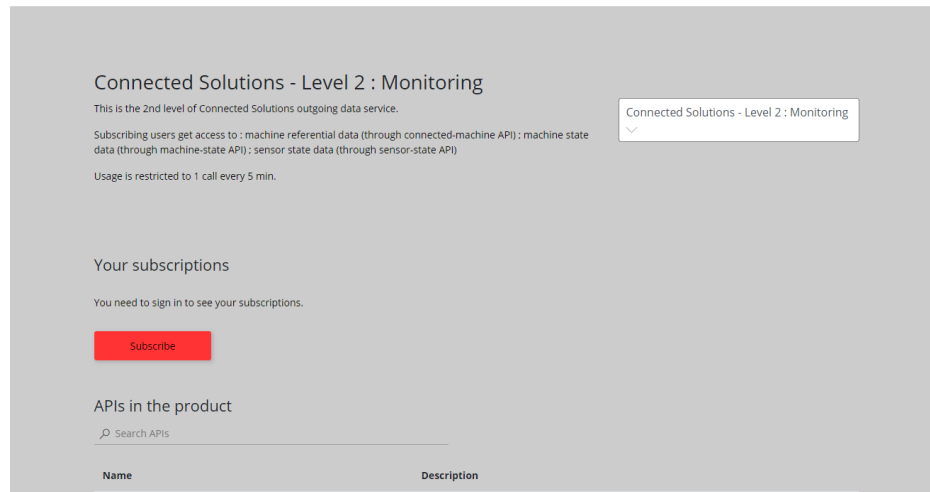 Connected Solutions - Level 2 : Monitoring
This is the 2nd level of Connected Solutions outgoing data service.
Connected Solutions - Level 2 : Monitoring
Subscribing users get access to : machine referential data (through connected-machine API) ; machine state
data (through machine-state API) ; sensor state data (through sensor-state API)
Usage is restricted to 1 call every 5 min.
Your subscriptions
You need to sign in to see your subscriptions.
Subscribe
APIs in the product
Search APIs
Name Description